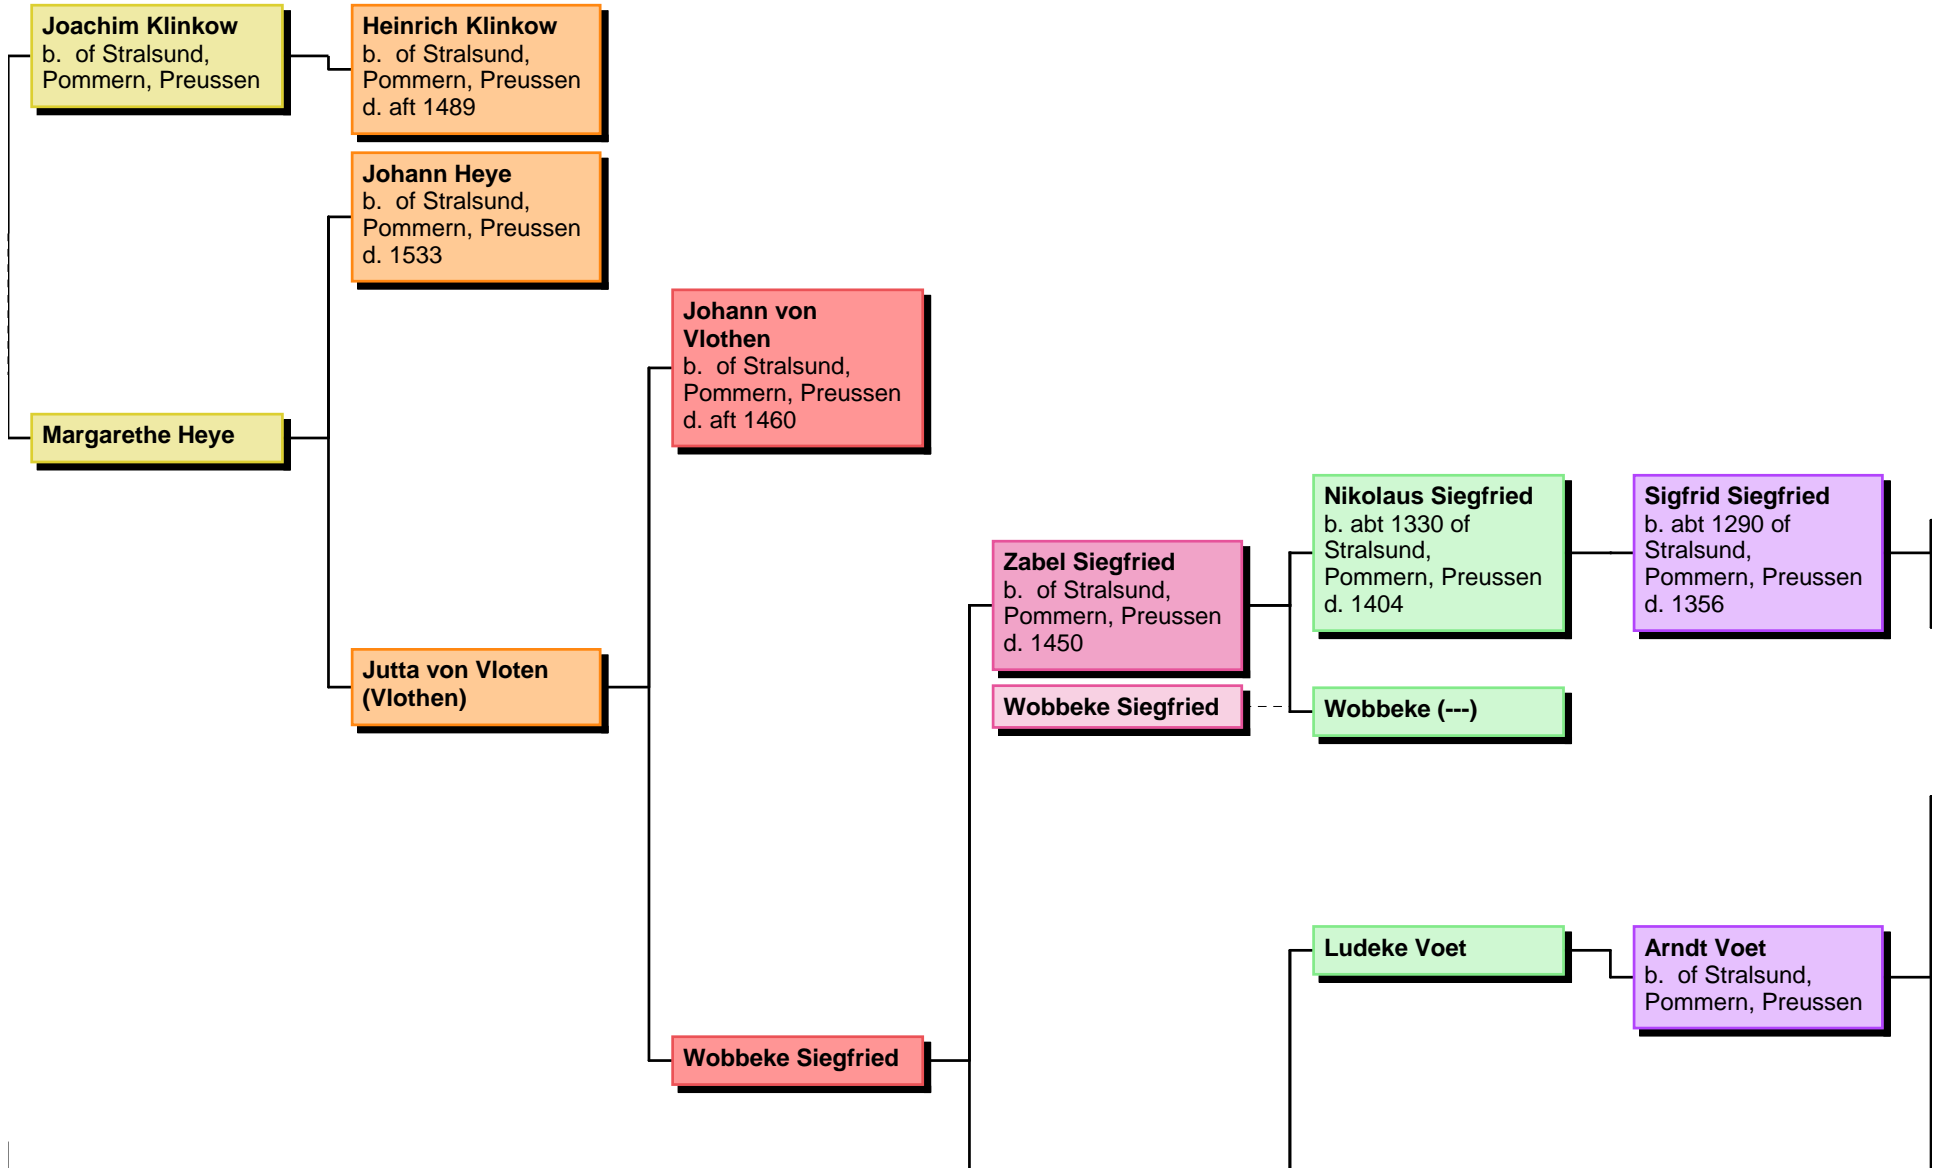 Joachim Klinkow
b.  of Stralsund,
Pommern, Preussen
Heinrich Klinkow
b.  of Stralsund,
Pommern, Preussen
d. aft 1489
Johann Heye
b.  of Stralsund,
Pommern, Preussen
d. 1533
Johann von
Vlothen
b.  of Stralsund,
Pommern, Preussen
d. aft 1460
Margarethe Heye
Nikolaus Siegfried
b. abt 1330 of
Stralsund,
Pommern, Preussen
d. 1404
Sigfrid Siegfried
b. abt 1290 of
Stralsund,
Pommern, Preussen
d. 1356
Zabel Siegfried
b.  of Stralsund,
Pommern, Preussen
d. 1450
Jutta von Vloten
(Vlothen)
Wobbeke Siegfried
Wobbeke (---)
Ludeke Voet
Arndt Voet
b.  of Stralsund,
Pommern, Preussen
Wobbeke Siegfried